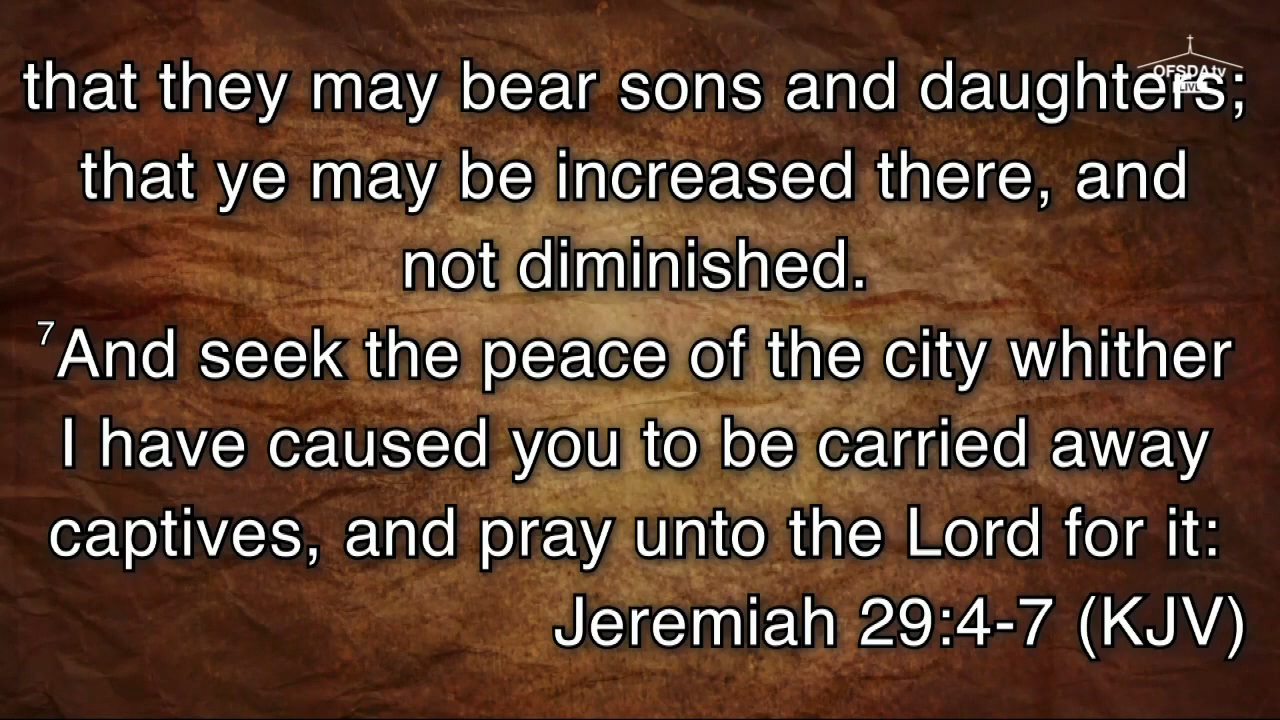 OFSDAtv
LIVE
that they may bear sons and daughters;
that ye may be increased there, and
not diminished.
7And seek the peace of the city whither
I have caused you to be carried away
captives, and pray unto the Lord for it:
Jeremiah 29:4-7 (KJV)